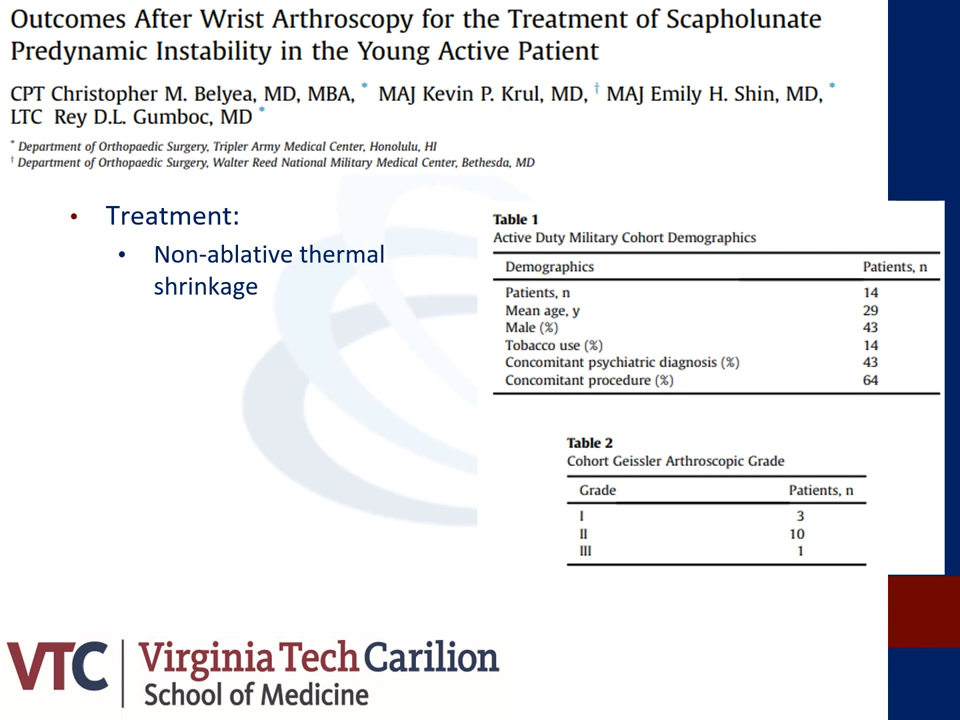 Outcomes After Wrist Arthroscopy for the Treatment of Scapholunate
Predynamic Instability in the Young Active Patient
CPT Christopher M. Belyea, MD, MBA, * MAJ Kevin P. Krul, MD, † MAJ Emily H. Shin, MD, *
LTC Rey D.L. Gumboc, MD *
* Department of Orthopaedic Surgery, Tripler Army Medical Center, Honolulu, HI
† Department of Orthopaedic Surgery, Walter Reed National Military Medical Center, Bethesda, MD
• Treatment:
• Non-ablative thermal
shrinkage
Table 1
Active Duty Military Cohort Demographics
Demographics Patients, n
Patients, n 14
Mean age, y 29
Male (%) 43
Tobacco use (%) 14
Concomitant psychiatric diagnosis (%) 43
Concomitant procedure (%) 64
Table 2
Cohort Geissler Arthroscopic Grade
Grade Patients, n
I 3
II 10
III 1
VTC Virginia Tech Carilion
School of Medicine